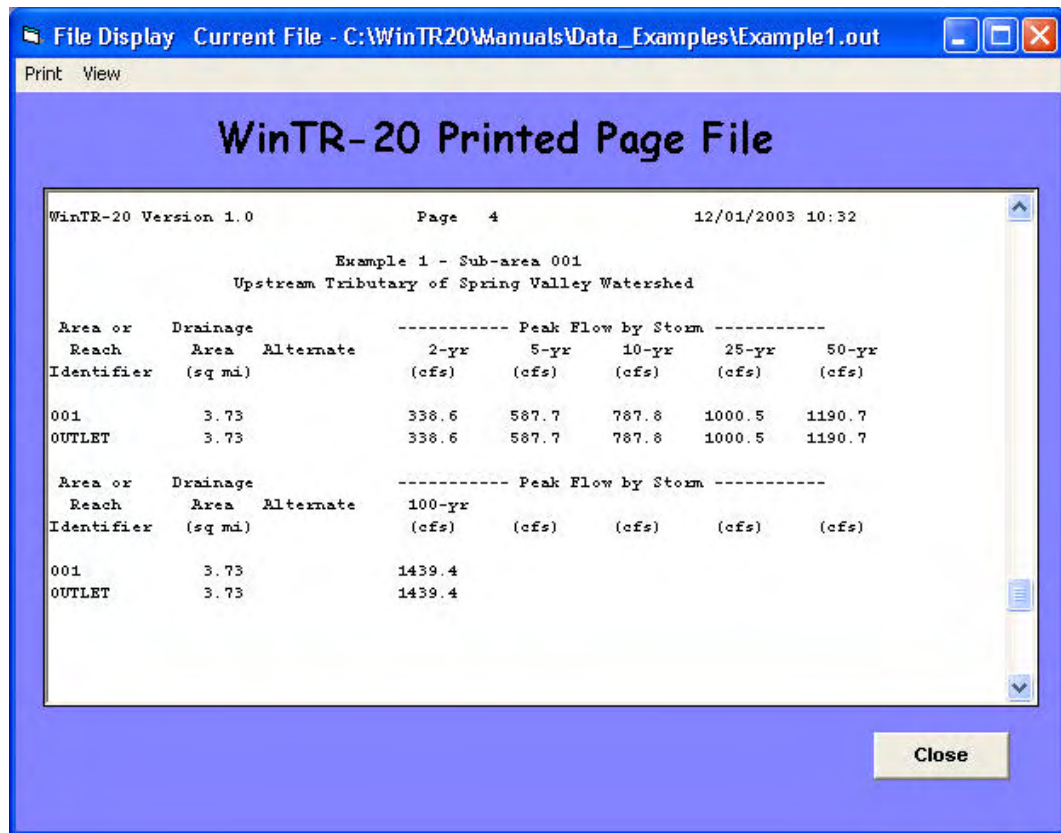 File Display Current File - C:\WinTR20\Manuals\Data_Examples\Example1.out
Print View
WinTR-20 Printed Page File
WinTR-20 Version 1.0 Page 4 12/01/2003 10:32
Example 1 - Sub-area 001
Upstream Tributary of Spring Valley Watershed
Area or Drainage ----------- Peak Flow by Storm -----------
Reach Area Alternate 2-yr 5-yr 10-yr 25-yr 50-yr
Identifier (sq mi) (cfs) (cfs) (cfs) (cfs) (cfs)
001 3.73 338.6 587.7 787.8 1000.5 1190.7
OUTLET 3.73 338.6 587.7 787.8 1000.5 1190.7
Area or Drainage ----------- Peak Flow by Storm -----------
Reach Area Alternate 100-yr
Identifier (sq mi) (cfs) (cfs) (cfs) (cfs) (cfs)
001 3.73 1439.4
OUTLET 3.73 1439.4
Close